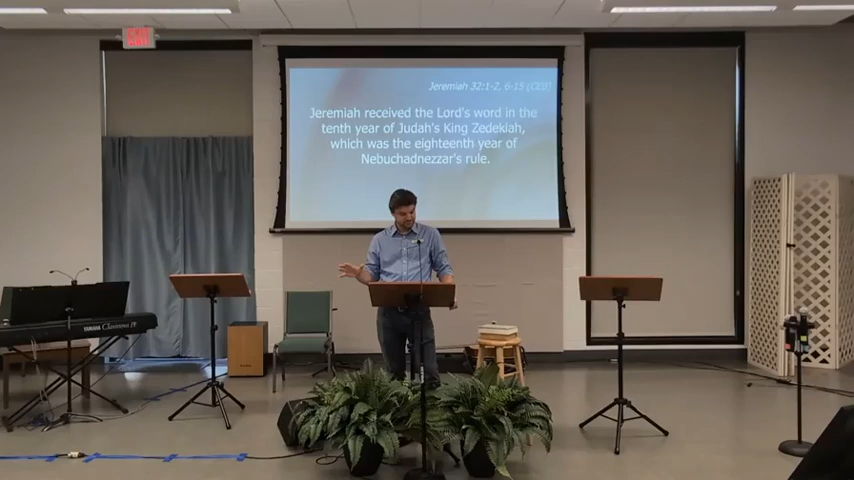 EXIT
Jeremiah 32:1-2, 6-15 (CEB)
Jeremiah received the Lord's word in the
tenth year of Judah's King Zedekiah,
which was the eighteenth year of
Nebuchadnezzar's rule.
YAMAHA